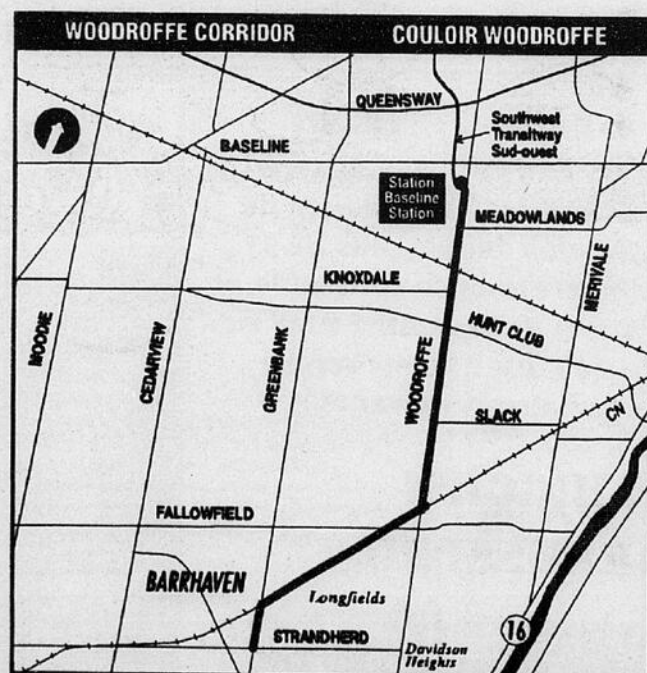 WOODROFFE CORRIDOR COULOIR WOODROFFE
QUEENSWAY
Southwest
Transitway
Sud-ouest
BASELINE
Station
Baseline
Station
MEADOWLANDS
KNOXDALE
MERIVALE
HUNT CLUB
MOODIE
CEDARVIEW
GREENBANK
WOODROFFE
SLACK
CN
FALLOWFIELD
BARRHAVEN
Longfields
16
STRANDHERD
Davidson
Heights